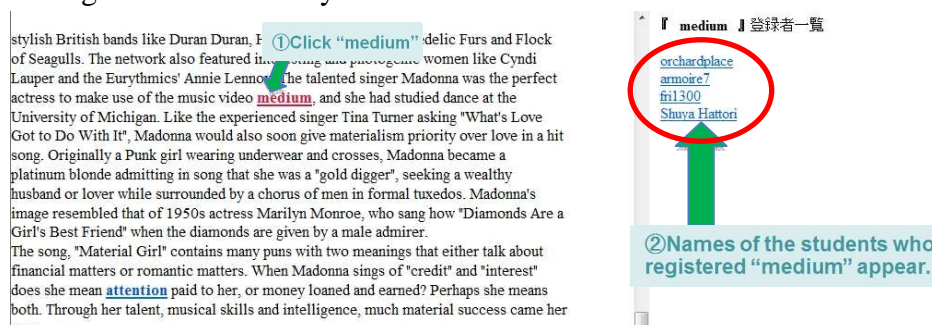 stylish British bands like Duran Duran,
①Click “medium”
edelic Furs and Flock
of Seagulls. The network also featured interesting and photogenic women like Cyndi
Lauper and the Eurythmics' Annie Lennox. The talented singer Madonna was the perfect
actress to make use of the music video medium, and she had studied dance at the
University of Michigan. Like the experienced singer Tina Turner asking "What's Love
Got to Do With It", Madonna would also soon give materialism priority over love in a hit
song. Originally a Punk girl wearing underwear and crosses, Madonna became a
platinum blonde admitting in song that she was a "gold digger", seeking a wealthy
husband or lover while surrounded by a chorus of men in formal tuxedos. Madonna's
image resembled that of 1950s actress Marilyn Monroe, who sang how "Diamonds Are a
Girl's Best Friend" when the diamonds are given by a male admirer.
The song, "Material Girl" contains many puns with two meanings that either talk about
financial matters or romantic matters. When Madonna sings of "credit" and "interest"
does she mean attention paid to her, or money loaned and earned? Perhaps she means
both. Through her talent, musical skills and intelligence, much material success came her
『 medium 』登録者一覧
orchardplace
armoire7
fri1300
Shuya Hattori
②Names of the students who
registered “medium” appear.